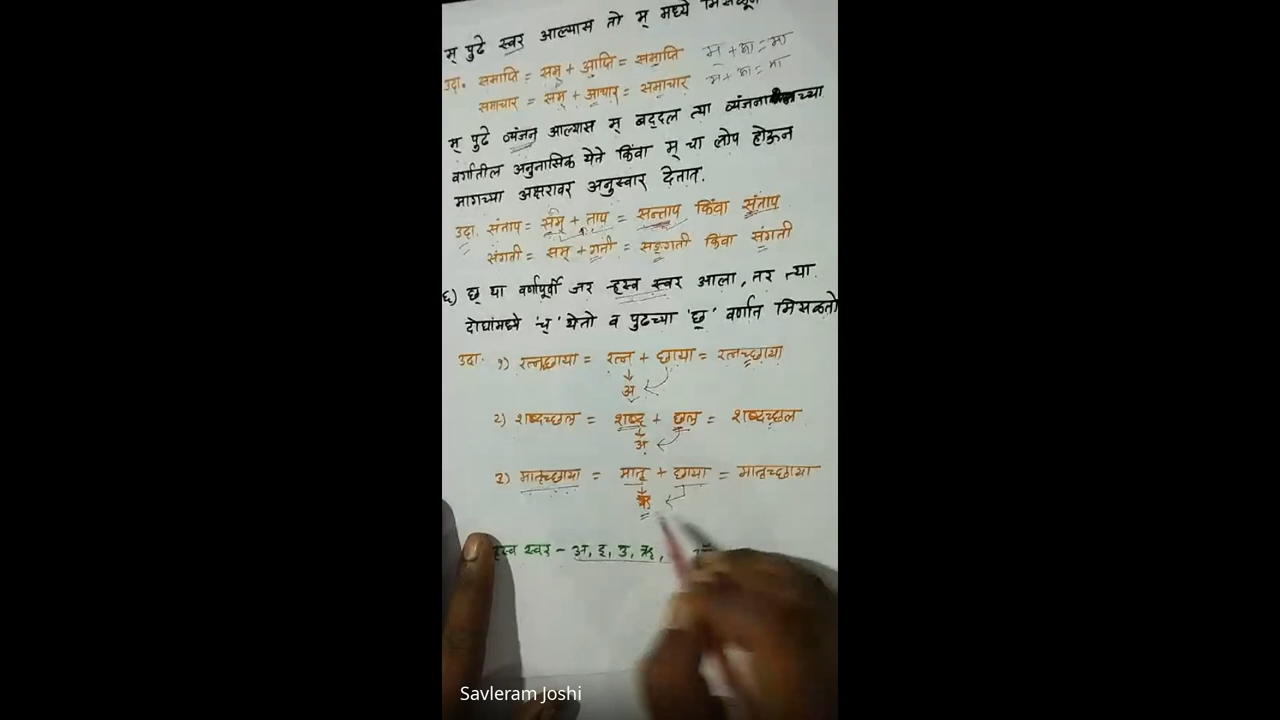 म् पुढे स्वर आल्यास तो म् मध्ये मिसळून
उदा. समाप्ति = सम् + आप्ति = समाप्ति म + आ = मा
समाचार = सम् + आचार = समाचार म + आ = मा
म् पुढे व्यंजन आल्यास म् बद्दल त्या
वर्गातील अनुनासिक येते किंवा म् चा लोप होऊन
मागच्या अक्षरावर अनुस्वार देतात.
उदा. संताप = सम् + ताप = सन्ताप किंवा संताप
संगती = सम् + गती = सङ्गती किंवा संगती
६) छ् या वर्णापूर्वी जर ऱ्हस्व स्वर आला, तर त्या
दोघांमध्ये 'च्' येतो व पुढच्या 'छ्' वर्णात मिसळतो
उदा. १) रत्नछाया = रत्न + छाया = रत्नच्छाया
अ
२) शब्दच्छल = शब्द + छल = शब्दच्छल
अ
३) मातृच्छाया = मातृ + छाया = मातृच्छाया
ऋ
ऱ्हस्व स्वर - अ, इ, उ, ऋ,
Savleram Joshi